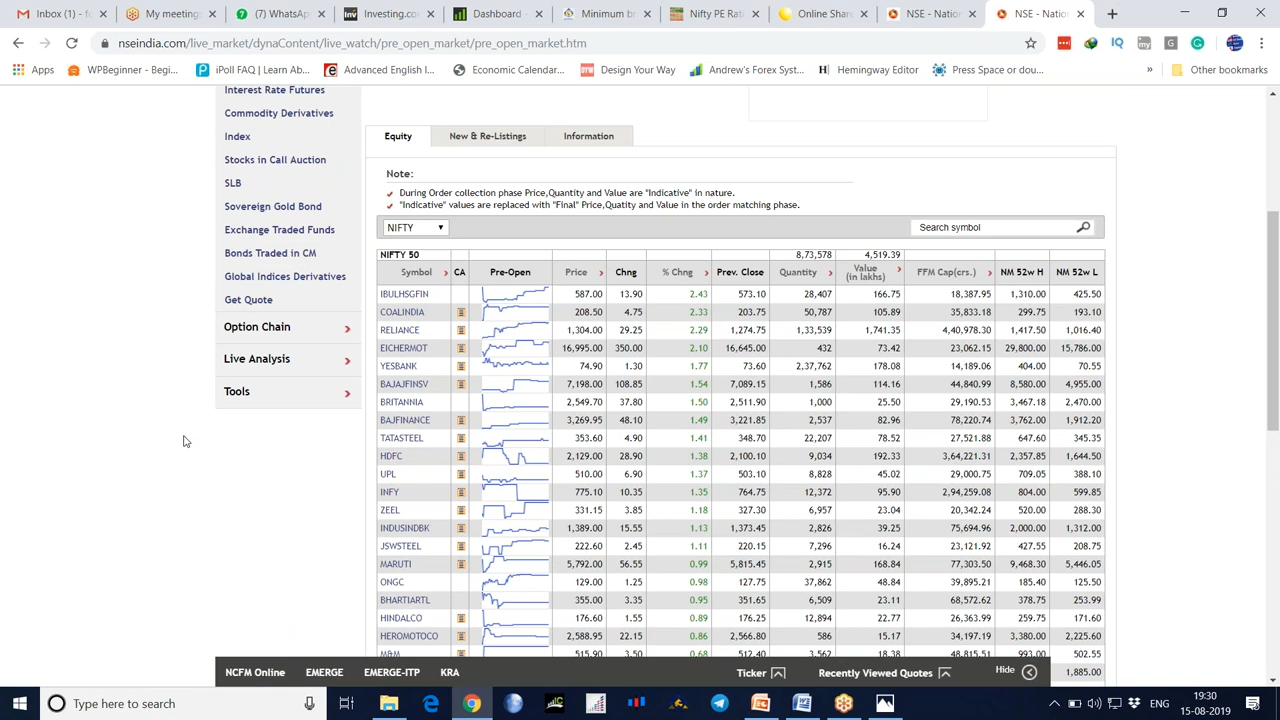 Inbox (1) - fo
My meetings
(7) WhatsAp
Investing.co
Dashboard
Minimum br
Nifty PE Rat
Online Shar
NSE - Nation
NSE - Nation
nseindia.com/live_market/dynaContent/live_watch/pre_open_market/pre_open_market.htm
Apps
WPBeginner - Begi...
iPoll FAQ | Learn Ab...
Advanced English I...
Economic Calendar...
Design Your Way
Andrew's Forex Syst...
Hemingway Editor
Press Space or dou...
Other bookmarks
Interest Rate Futures
Commodity Derivatives
Index
Stocks in Call Auction
SLB
Sovereign Gold Bond
Exchange Traded Funds
Bonds Traded in CM
Global Indices Derivatives
Get Quote
Option Chain
Live Analysis
Tools
Equity New & Re-Listings Information
Note:
During Order collection phase Price,Quantity and Value are "Indicative" in nature.
"Indicative" values are replaced with "Final" Price,Quatity and Value in the order matching phase.
NIFTY
Search symbol
NIFTY 50 8,73,578 4,519.39
Symbol CA Pre-Open Price Chng % Chng Prev. Close Quantity Value (in lakhs) FFM Cap(crs.) NM 52w H NM 52w L
IBULHSGFIN 587.00 13.90 2.43 573.10 28,407 166.75 18,387.95 1,310.00 425.50
COALINDIA 208.50 4.75 2.33 203.75 50,787 105.89 35,833.18 299.75 193.10
RELIANCE 1,304.00 29.25 2.29 1,274.75 1,33,539 1,741.35 4,40,978.30 1,417.50 1,016.40
EICHERMOT 16,995.00 350.00 2.10 16,645.00 432 73.42 23,062.15 29,800.00 15,786.00
YESBANK 74.90 1.30 1.77 73.60 2,37,762 178.08 14,189.06 404.00 70.55
BAJAJFINSV 7,198.00 108.85 1.54 7,089.15 1,586 114.16 44,840.99 8,580.00 4,955.00
BRITANNIA 2,549.70 37.80 1.50 2,511.90 1,000 25.50 29,190.53 3,467.18 2,470.00
BAJFINANCE 3,269.95 48.10 1.49 3,221.85 2,537 82.96 78,220.74 3,762.00 1,912.20
TATASTEEL 353.60 4.90 1.41 348.70 22,207 78.52 27,521.88 647.60 345.35
HDFC 2,129.00 28.90 1.38 2,100.10 9,034 192.33 3,64,221.31 2,357.85 1,644.50
UPL 510.00 6.90 1.37 503.10 8,828 45.02 29,000.75 709.05 388.10
INFY 775.10 10.35 1.35 764.75 12,372 95.90 2,94,259.08 804.00 599.85
ZEEL 331.15 3.85 1.18 327.30 6,957 23.04 20,342.24 520.00 288.30
INDUSINDBK 1,389.00 15.55 1.13 1,373.45 2,826 39.25 75,694.96 2,000.00 1,312.00
JSWSTEEL 222.60 2.45 1.11 220.15 7,296 16.24 23,121.92 427.55 208.75
MARUTI 5,792.00 56.55 0.99 5,815.45 2,915 168.84 77,303.50 9,468.30 5,446.05
ONGC 129.00 1.25 0.98 127.75 37,862 48.84 39,895.21 185.40 125.50
BHARTIARTL 355.00 3.35 0.95 351.65 6,509 23.11 68,572.62 378.75 253.99
HINDALCO 176.60 1.55 0.89 176.25 12,894 22.77 26,363.99 259.75 171.60
HEROMOTOCO 2,588.95 22.15 0.86 2,566.80 586 15.17 34,197.19 3,380.00 2,225.60
M&M 515.90 3.50 0.68 512.40 3,562 18.38 48,815.51 993.00 502.55
1,885.00
NCFM Online EMERGE EMERGE-ITP KRA
Ticker
Recently Viewed Quotes
Hide
Type here to search
19:30
15-08-2019